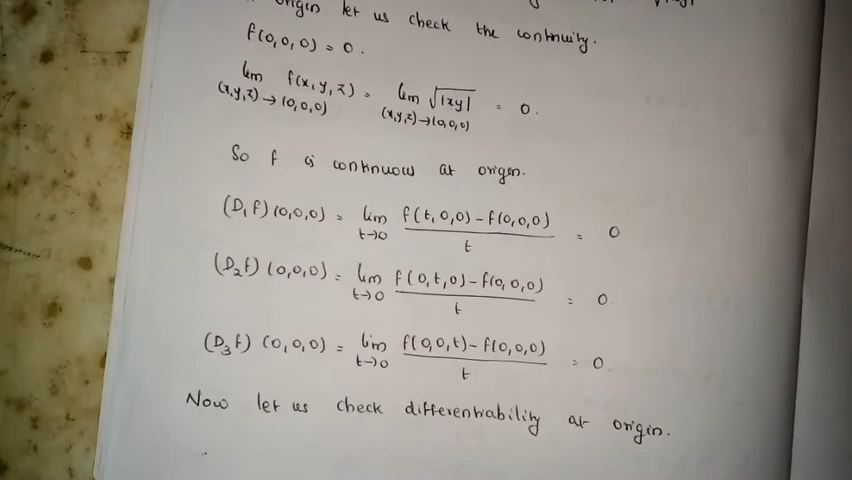 origin let us check the continuity.
f(0,0,0) = 0.
lim f(x,y,z) = lim √|xy| = 0.
(x,y,z)→(0,0,0) (x,y,z)→(0,0,0)
So f is continuous at origin.
(D₁f)(0,0,0) = lim t→0 f(t,0,0) - f(0,0,0) / t = 0
(D₂f)(0,0,0) = lim t→0 f(0,t,0) - f(0,0,0) / t = 0.
(D₃f)(0,0,0) = lim t→0 f(0,0,t) - f(0,0,0) / t = 0.
Now let us check differentiability at origin.